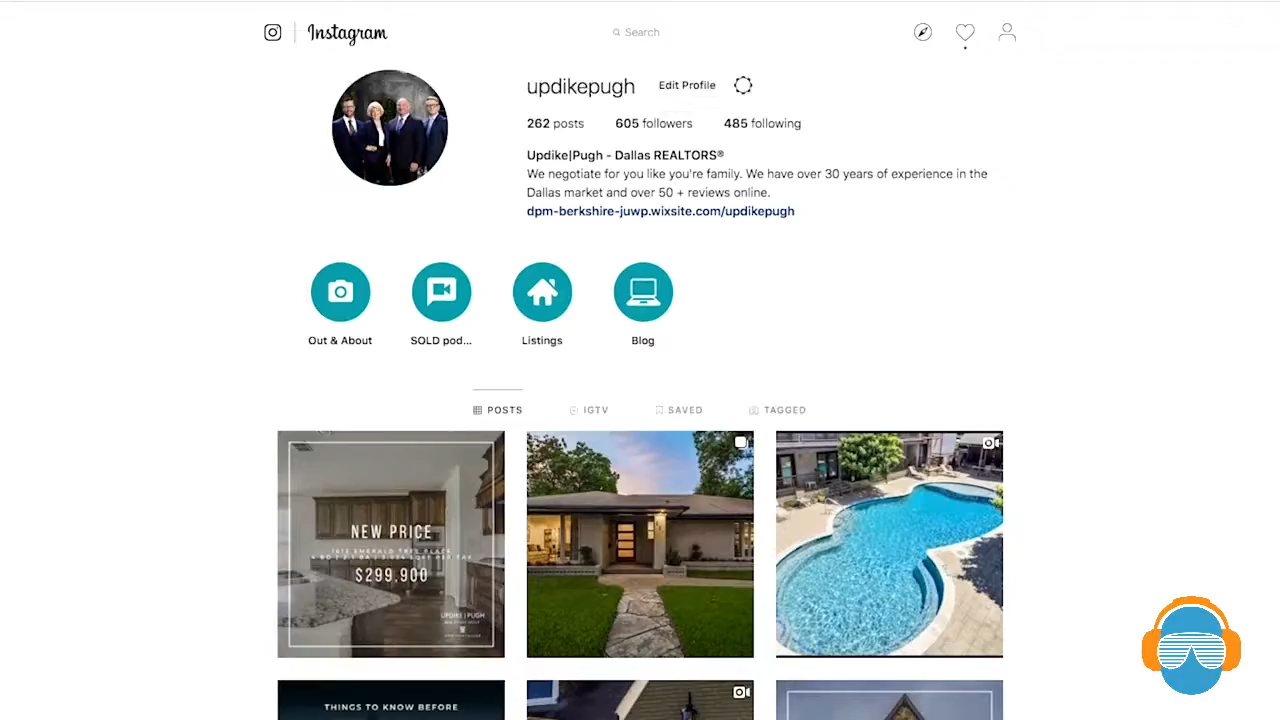 Instagram
Search
updikepugh Edit Profile
262 posts 605 followers 485 following
Updike|Pugh - Dallas REALTORS®
We negotiate for you like you're family. We have over 30 years of experience in the
Dallas market and over 50 + reviews online.
dpm-berkshire-juwp.wixsite.com/updikepugh
Out & About SOLD pod... Listings Blog
POSTS IGTV SAVED TAGGED
NEW PRICE
$299,900
UPDIKE | PUGH
THINGS TO KNOW BEFORE